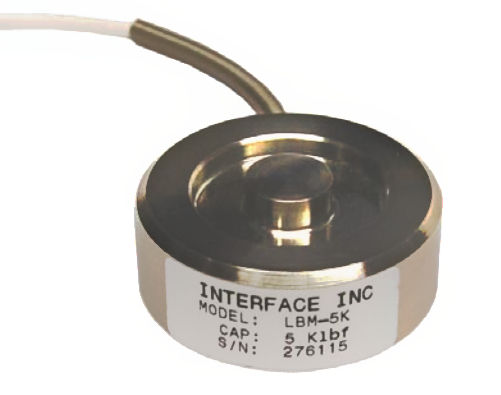 INTERFACE INC
MODEL: LBM-5K
CAP: 5 Klbf
S/N: 276115